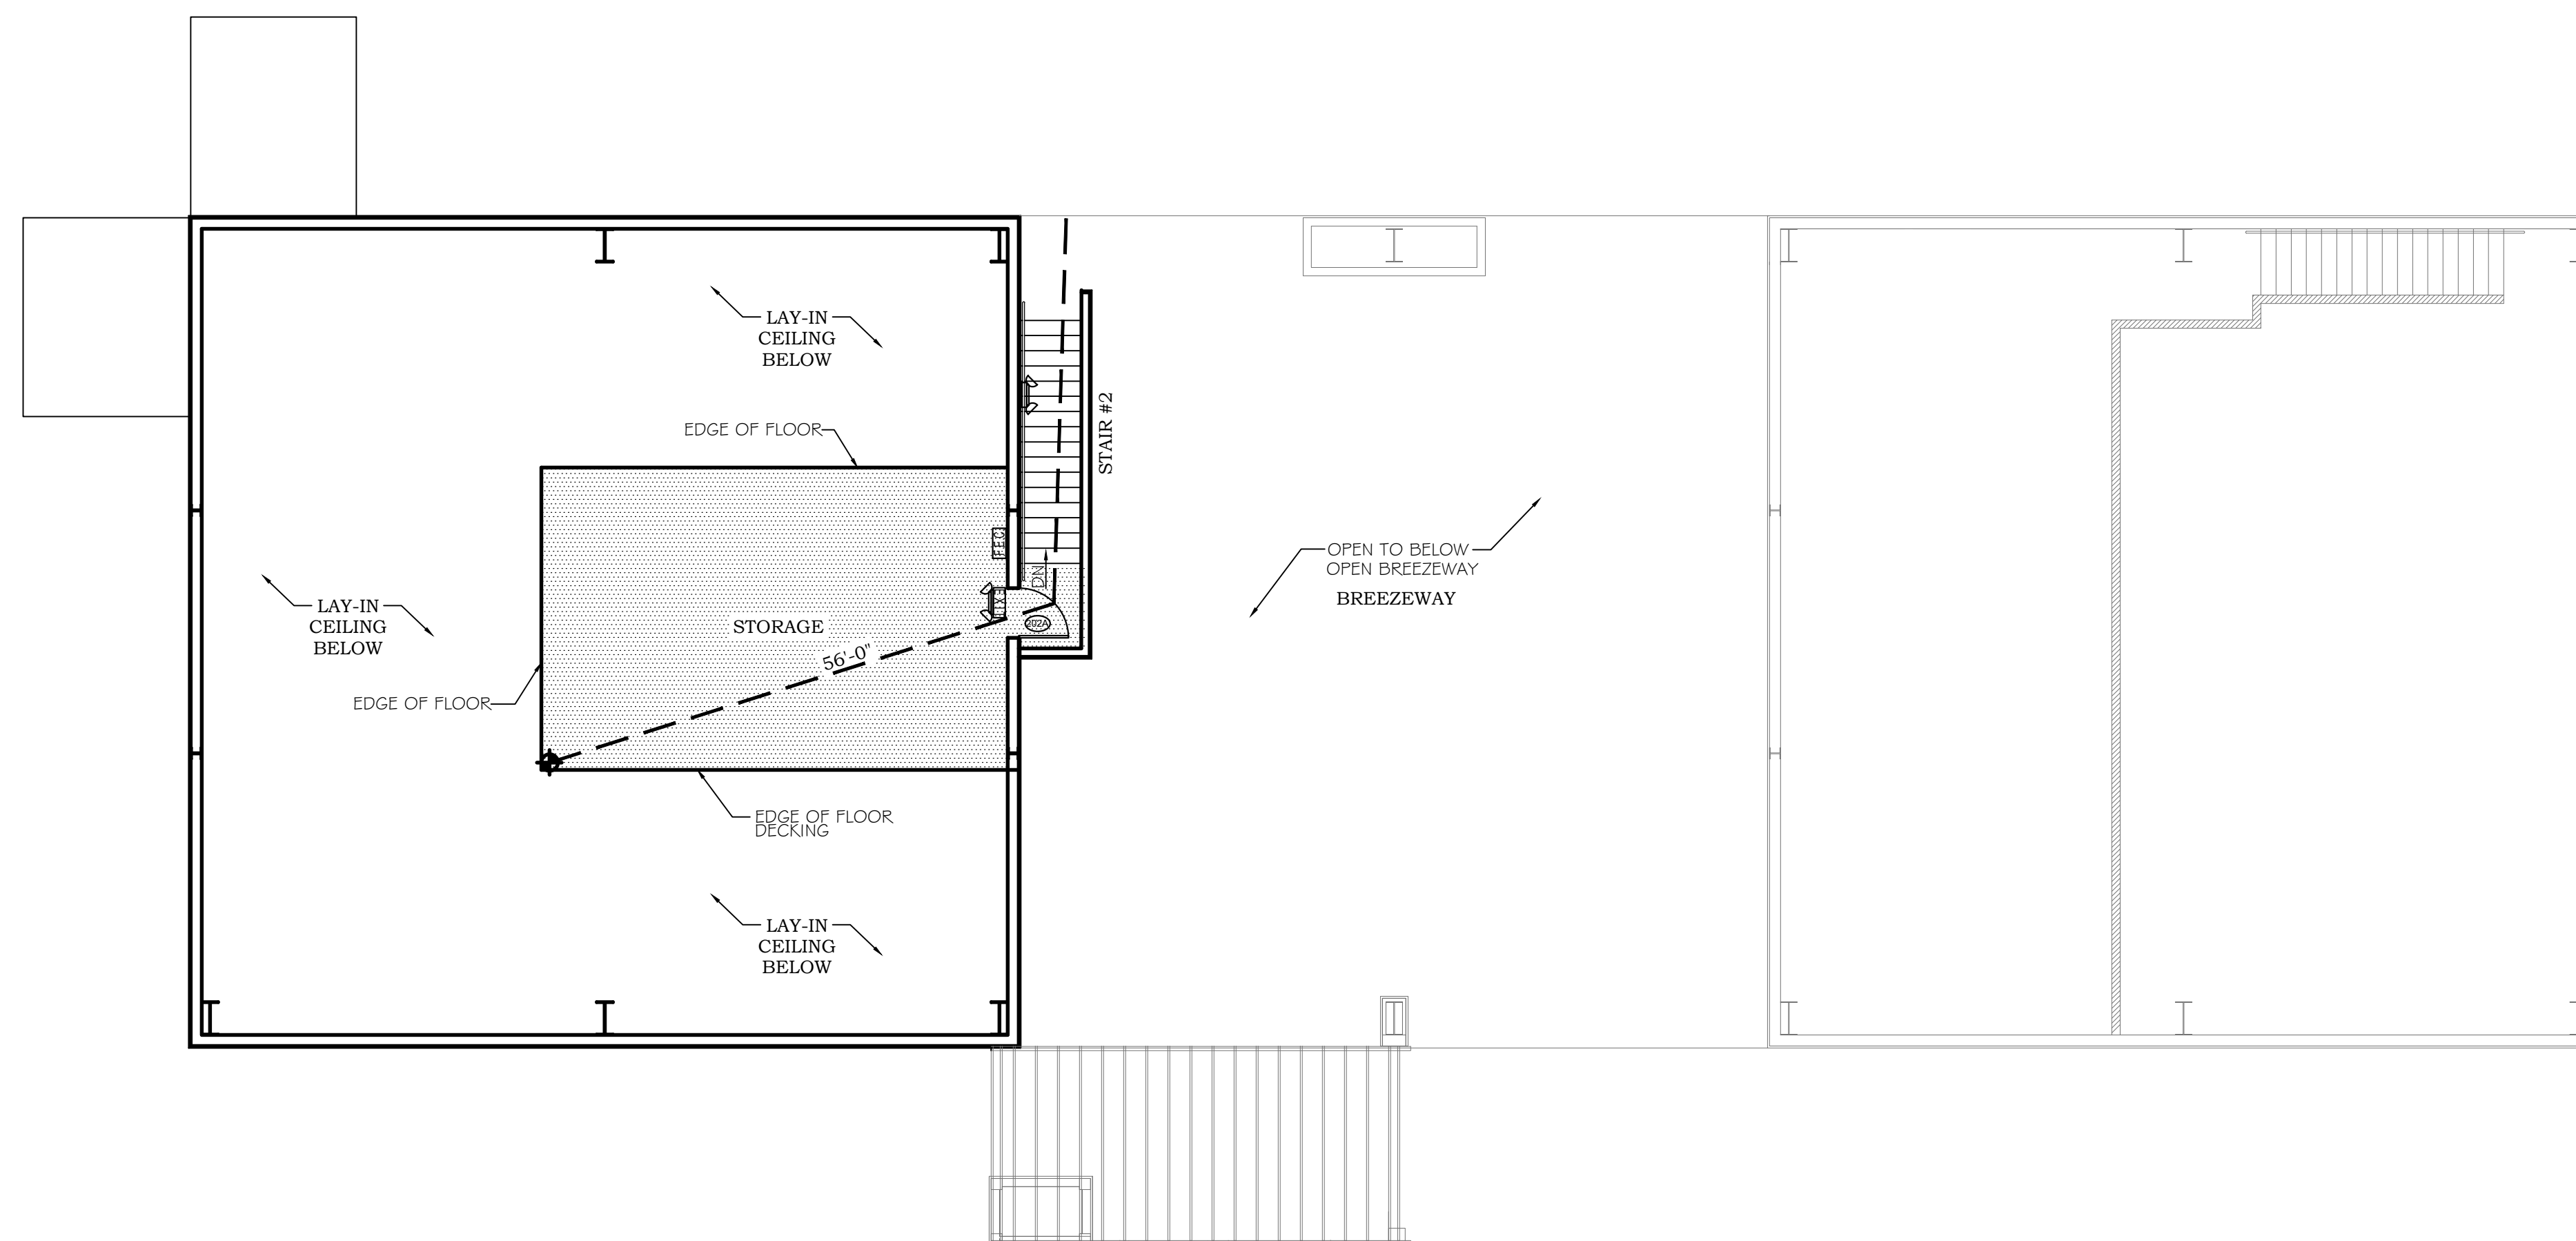 LAY-IN
CEILING
BELOW
EDGE OF FLOOR
STAIR #2
F.E.C.
DN
EXIT
202A
OPEN TO BELOW
OPEN BREEZEWAY
BREEZEWAY
LAY-IN
CEILING
BELOW
STORAGE
56'-0"
EDGE OF FLOOR
EDGE OF FLOOR
DECKING
LAY-IN
CEILING
BELOW